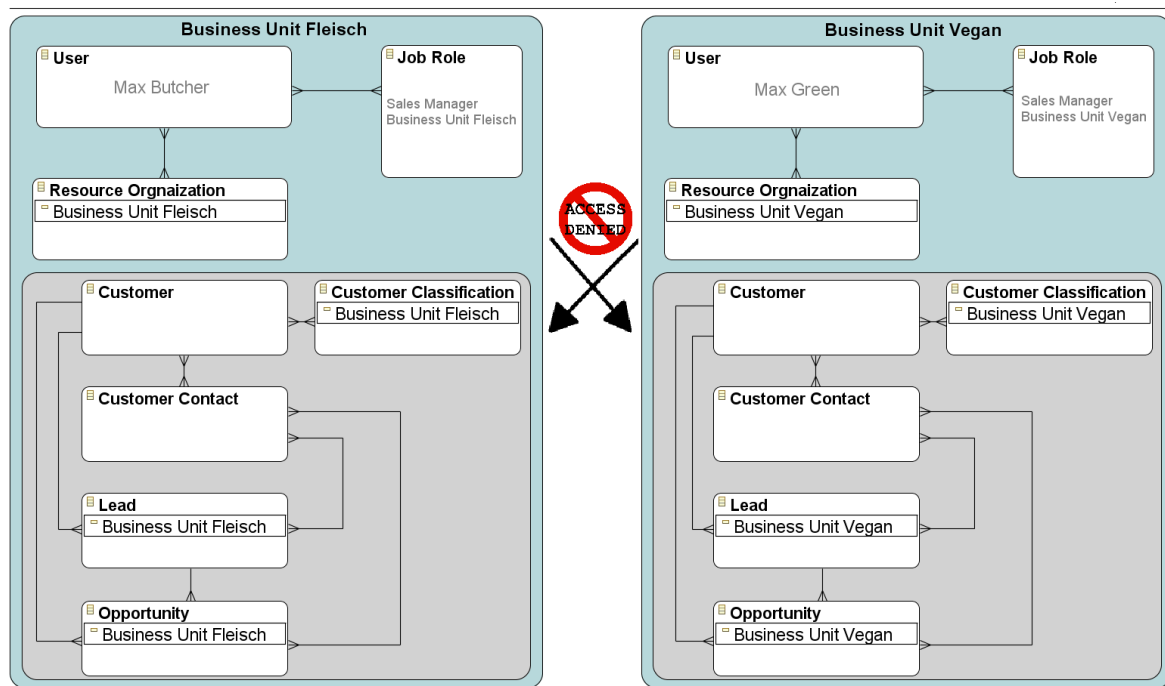 Business Unit Fleisch
User
Max Butcher
Job Role
Sales Manager
Business Unit Fleisch
Resource Orgnaization
Business Unit Fleisch
Customer
Customer Classification
Business Unit Fleisch
Customer Contact
Lead
Business Unit Fleisch
Opportunity
Business Unit Fleisch
ACCESS
DENIED
Business Unit Vegan
User
Max Green
Job Role
Sales Manager
Business Unit Vegan
Resource Orgnaization
Business Unit Vegan
Customer
Customer Classification
Business Unit Vegan
Customer Contact
Lead
Business Unit Vegan
Opportunity
Business Unit Vegan